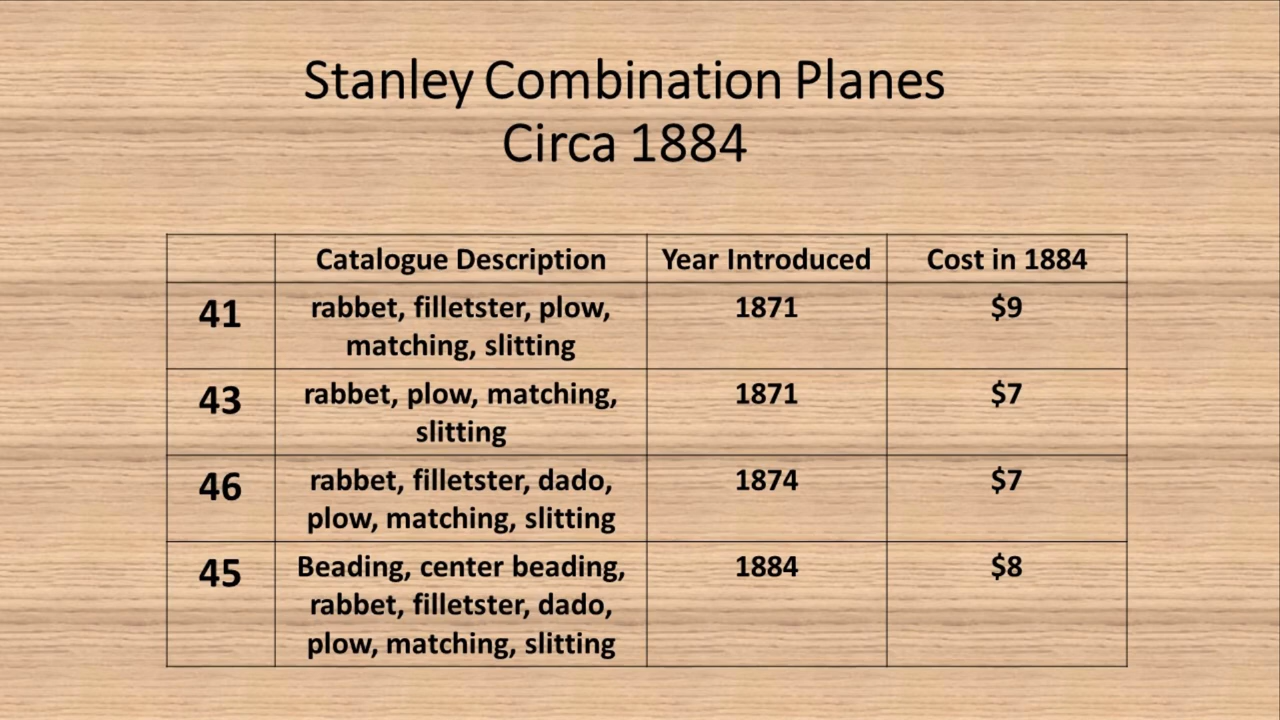 Stanley Combination Planes
Circa 1884
Catalogue Description Year Introduced Cost in 1884
41 rabbet, filletster, plow, 1871 $9
matching, slitting
43 rabbet, plow, matching, 1871 $7
slitting
46 rabbet, filletster, dado, 1874 $7
plow, matching, slitting
45 Beading, center beading, 1884 $8
rabbet, filletster, dado,
plow, matching, slitting